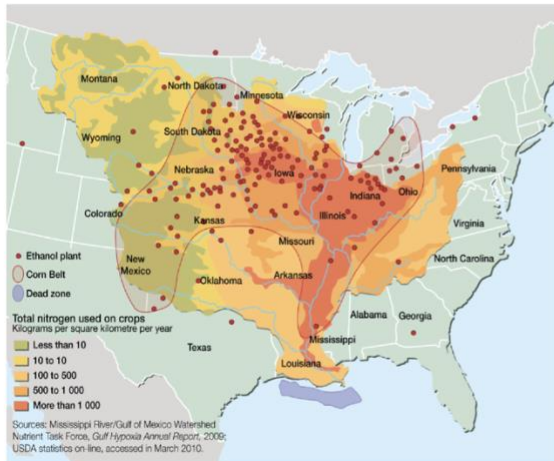 Montana
North Dakota
Minnesota
Wisconsin
South Dakota
Wyoming
Nebraska
Iowa
Pennsylvania
Ohio
Indiana
Illinois
Colorado
Kansas
Missouri
Virginia
North Carolina
New
Mexico
Oklahoma
Arkansas
Alabama
Georgia
Mississippi
Texas
Louisiana
Ethanol plant
Corn Belt
Dead zone
Total nitrogen used on crops
Kilograms per square kilometre per year
Less than 10
10 to 10
100 to 500
500 to 1 000
More than 1 000
Sources: Mississippi River/Gulf of Mexico Watershed
Nutrient Task Force, Gulf Hypoxia Annual Report, 2009;
USDA statistics on-line, accessed in March 2010.